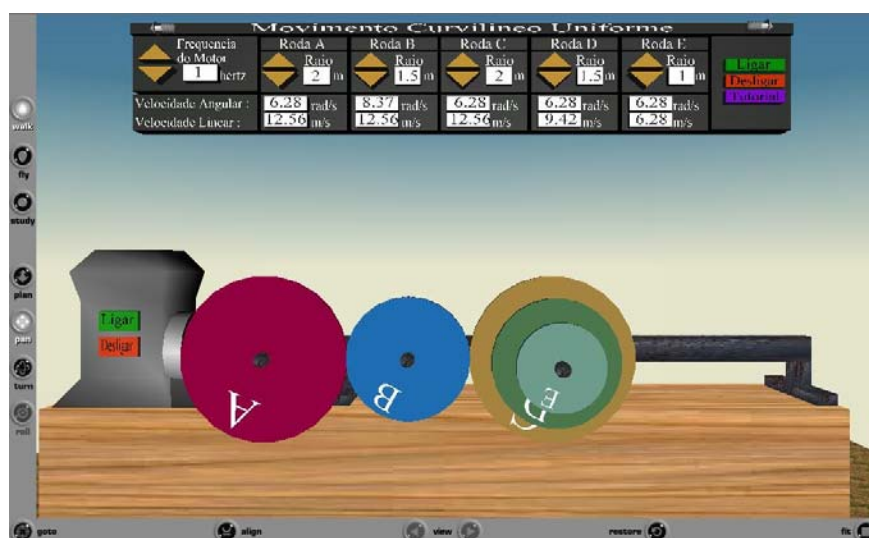 Movimento Curvilineo Uniforme
Frequencia do Motor
1 hertz
Roda A
Raio
2 m
Roda B
Raio
1.5 m
Roda C
Raio
2 m
Roda D
Raio
1.5 m
Roda E
Raio
1 m
Ligar
Desligar
Tutorial
Velocidade Angular : 6.28 rad/s 8.37 rad/s 6.28 rad/s 6.28 rad/s 6.28 rad/s
Velocidade Linear : 12.56 m/s 12.56 m/s 12.56 m/s 9.42 m/s 6.28 m/s
walk
fly
study
plan
pan
turn
roll
Ligar
Desligar
A
B
C
D
E
goto
align
view
restore
fit